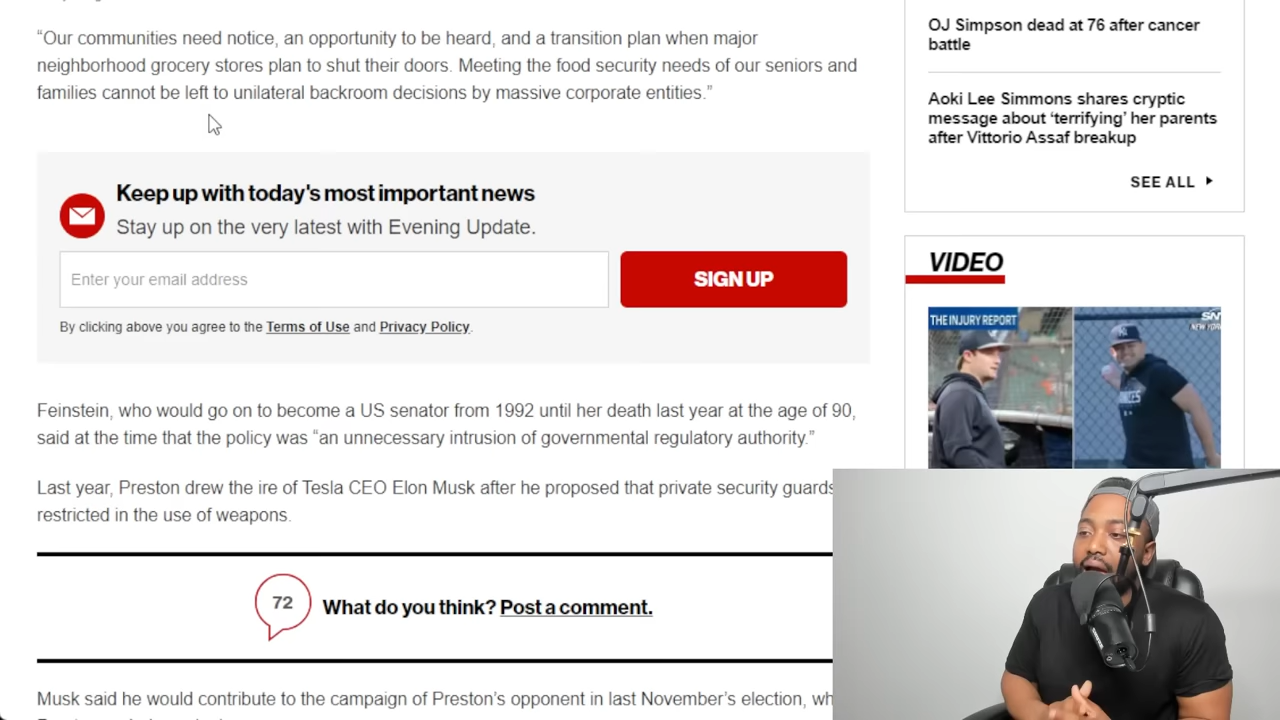 “Our communities need notice, an opportunity to be heard, and a transition plan when major
neighborhood grocery stores plan to shut their doors. Meeting the food security needs of our seniors and
families cannot be left to unilateral backroom decisions by massive corporate entities.”
Keep up with today's most important news
Stay up on the very latest with Evening Update.
Enter your email address
SIGN UP
By clicking above you agree to the Terms of Use and Privacy Policy.
Feinstein, who would go on to become a US senator from 1992 until her death last year at the age of 90,
said at the time that the policy was “an unnecessary intrusion of governmental regulatory authority.”
Last year, Preston drew the ire of Tesla CEO Elon Musk after he proposed that private security guards
restricted in the use of weapons.
72
What do you think? Post a comment.
Musk said he would contribute to the campaign of Preston’s opponent in last November’s election, wh
OJ Simpson dead at 76 after cancer
battle
Aoki Lee Simmons shares cryptic
message about ‘terrifying’ her parents
after Vittorio Assaf breakup
SEE ALL
VIDEO
THE INJURY REPORT
SN